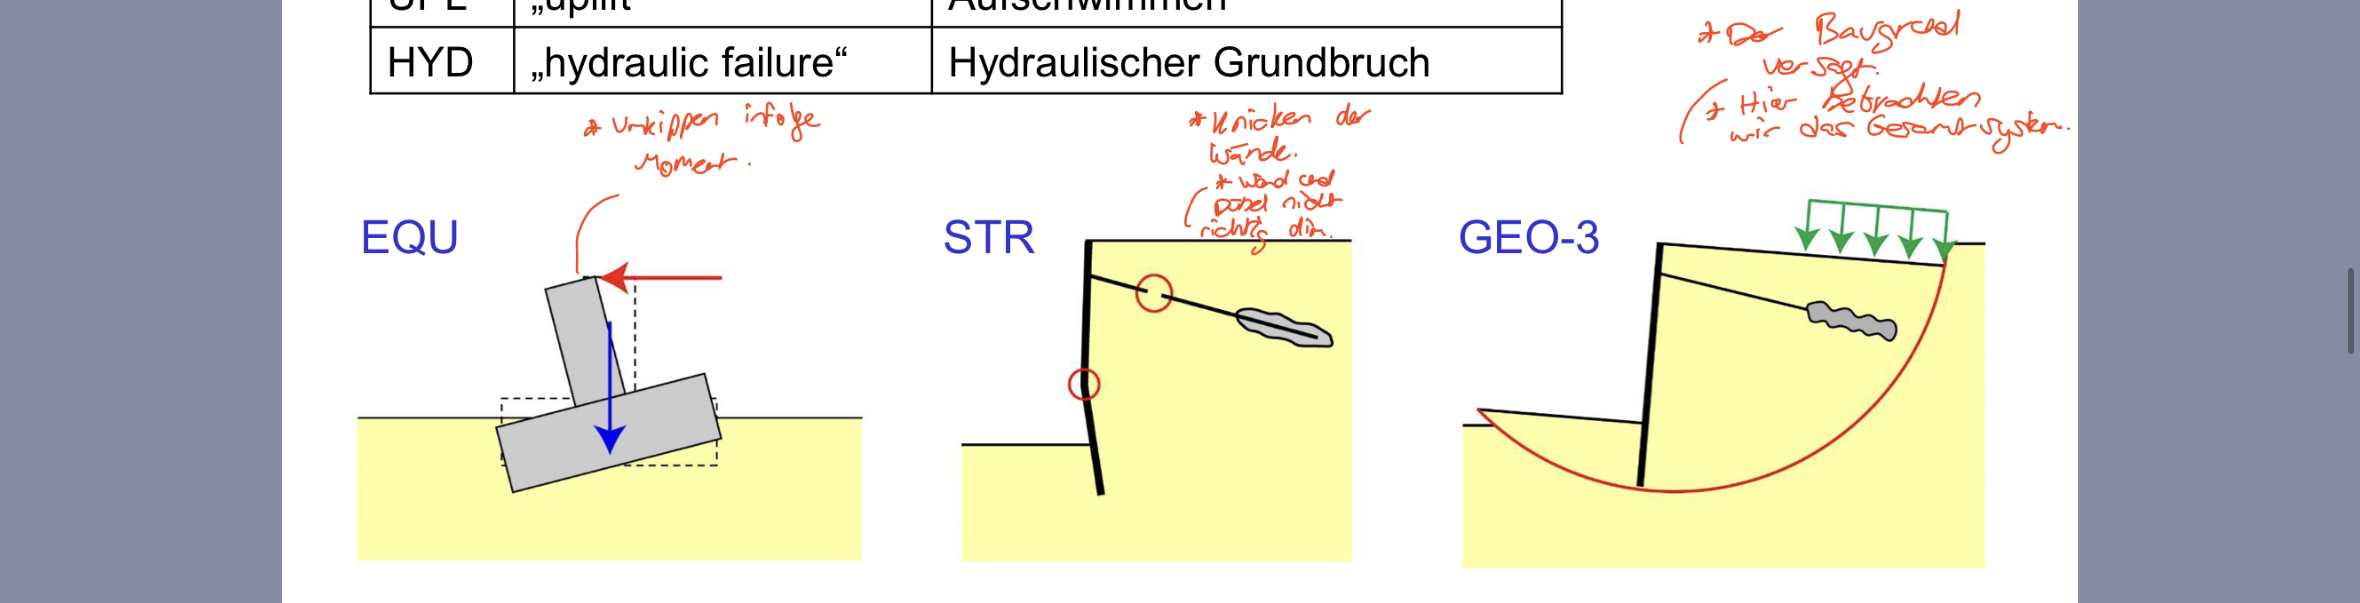 UPL „uplift“ Aufschwimmen
HYD „hydraulic failure“ Hydraulischer Grundbruch
* Umkippen infolge
Moment.
* Knicken der
Wände.
* Wand und
nicht
richtig dim.
* Der Baugrund
versagt.
* Hier betrachten
wir das Gesamtsystem.
EQU
STR
GEO-3